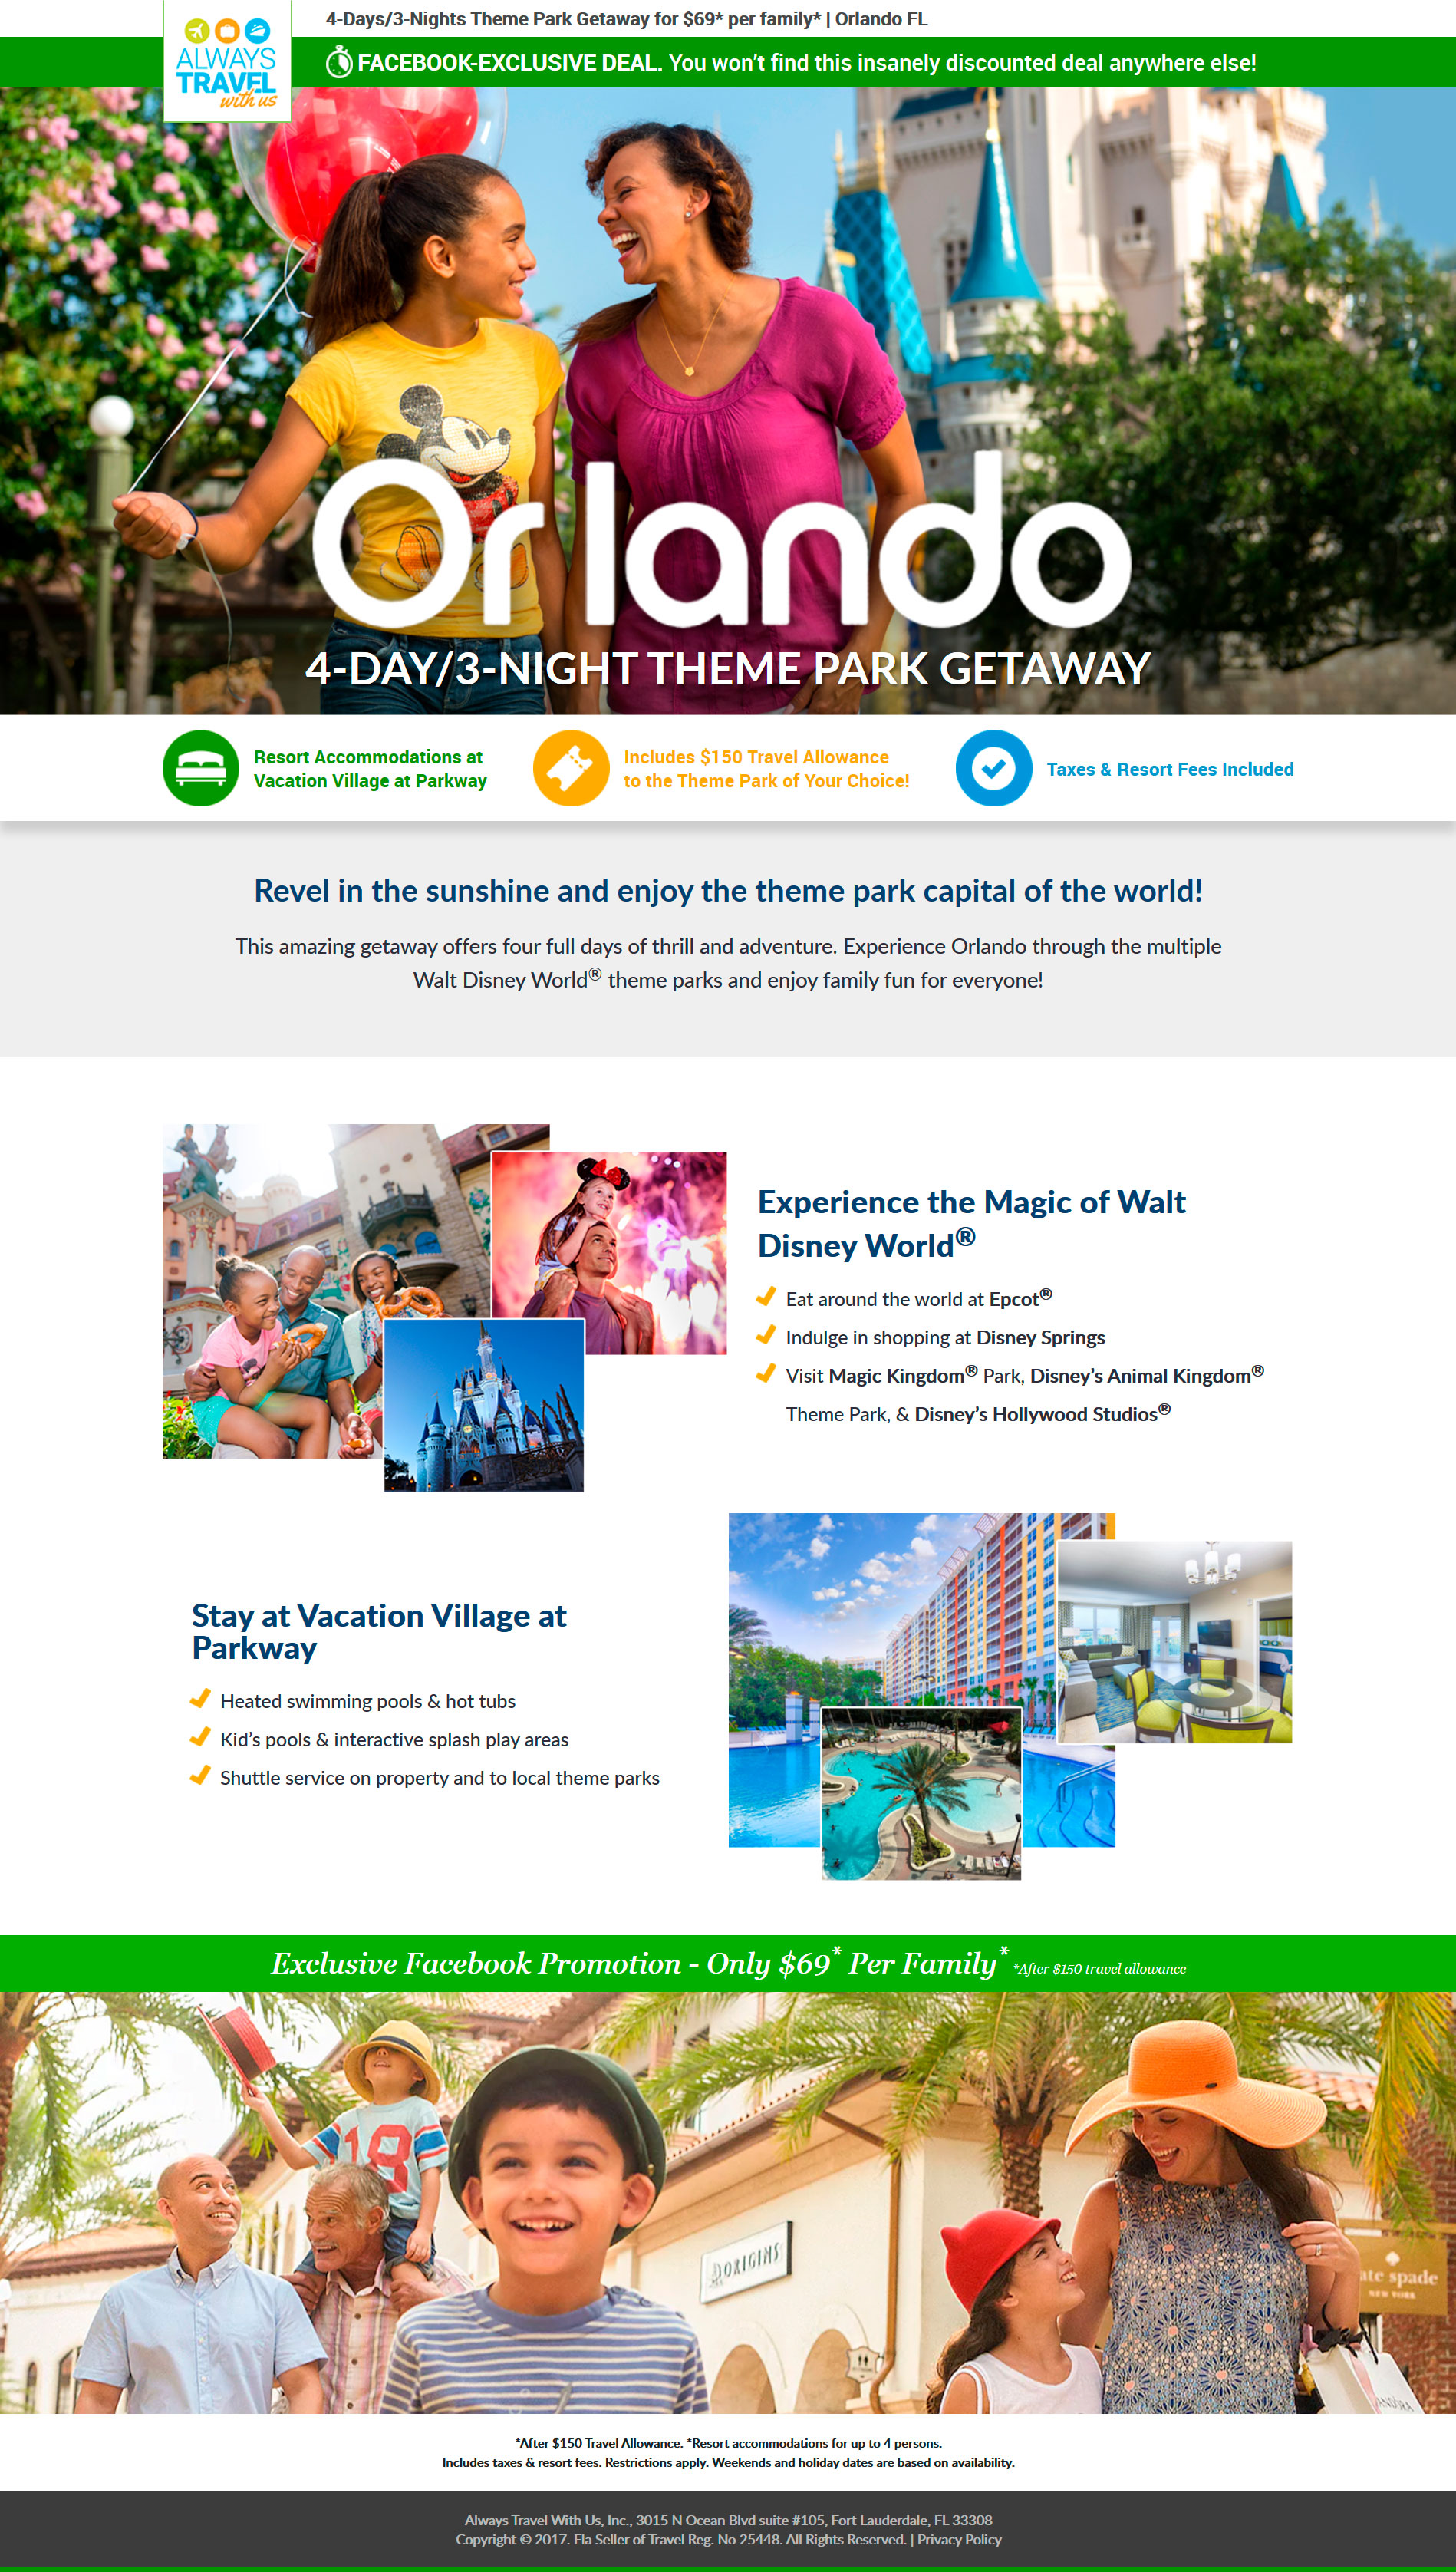 4-Days/3-Nights Theme Park Getaway for $69* per family* | Orlando FL
ALWAYS
TRAVEL
with us
FACEBOOK-EXCLUSIVE DEAL. You won't find this insanely discounted deal anywhere else!
Orlando
4-DAY/3-NIGHT THEME PARK GETAWAY
Resort Accommodations at
Vacation Village at Parkway
Includes $150 Travel Allowance
to the Theme Park of Your Choice!
Taxes & Resort Fees Included
Revel in the sunshine and enjoy the theme park capital of the world!
This amazing getaway offers four full days of thrill and adventure. Experience Orlando through the multiple
Walt Disney World® theme parks and enjoy family fun for everyone!
Experience the Magic of Walt
Disney World®
Eat around the world at Epcot®
Indulge in shopping at Disney Springs
Visit Magic Kingdom® Park, Disney's Animal Kingdom®
Theme Park, & Disney's Hollywood Studios®
Stay at Vacation Village at
Parkway
Heated swimming pools & hot tubs
Kid's pools & interactive splash play areas
Shuttle service on property and to local theme parks
Exclusive Facebook Promotion - Only $69* Per Family* *After $150 travel allowance
18
ORIGINS
ate spade
NEW YORK
PANDORA
*After $150 Travel Allowance. *Resort accommodations for up to 4 persons.
Includes taxes & resort fees. Restrictions apply. Weekends and holiday dates are based on availability.
Always Travel With Us, Inc., 3015 N Ocean Blvd suite #105, Fort Lauderdale, FL 33308
Copyright © 2017. Fla Seller of Travel Reg. No 25448. All Rights Reserved. | Privacy Policy